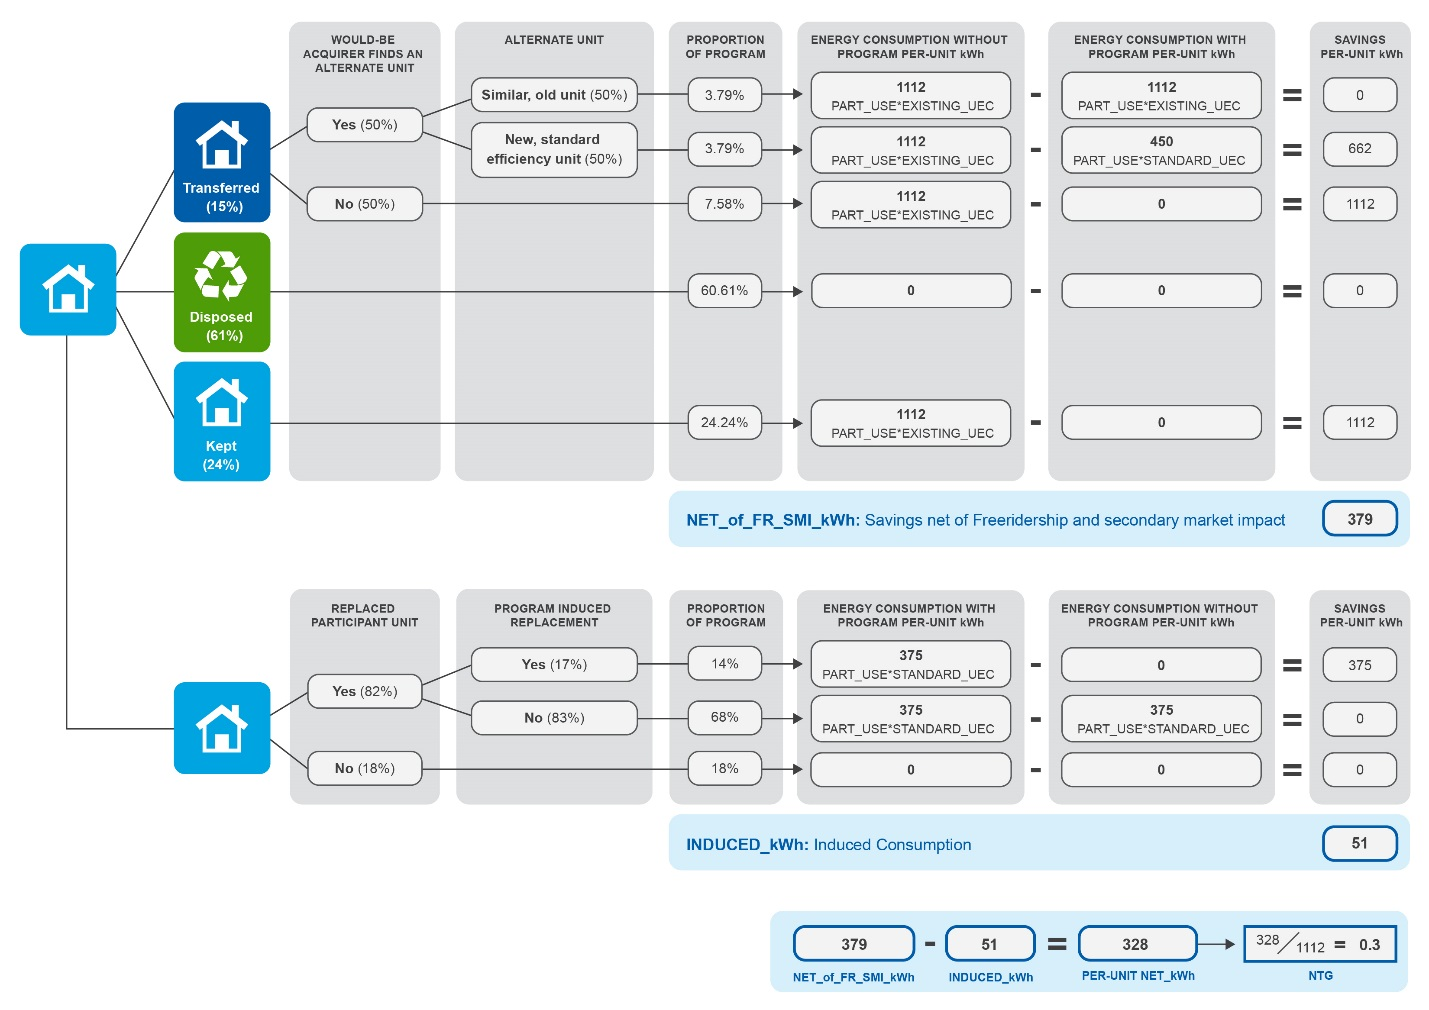 WOULD-BE
ACQUIRER FINDS AN
ALTERNATE UNIT
ALTERNATE UNIT
PROPORTION
OF PROGRAM
ENERGY CONSUMPTION WITHOUT
PROGRAM PER-UNIT kWh
ENERGY CONSUMPTION WITH
PROGRAM PER-UNIT kWh
SAVINGS
PER-UNIT kWh
Transferred
(15%)
Yes (50%)
Similar, old unit (50%)
3.79%
1112
PART_USE*EXISTING_UEC
-
1112
PART_USE*EXISTING_UEC
=
0
New, standard
efficiency unit (50%)
3.79%
1112
PART_USE*EXISTING_UEC
-
450
PART_USE*STANDARD_UEC
=
662
No (50%)
7.58%
1112
PART_USE*EXISTING_UEC
-
0
=
1112
Disposed
(61%)
60.61%
0
-
0
=
0
Kept
(24%)
24.24%
1112
PART_USE*EXISTING_UEC
-
0
=
1112
NET_of_FR_SMI_kWh: Savings net of Freeridership and secondary market impact
379
REPLACED
PARTICIPANT UNIT
PROGRAM INDUCED
REPLACEMENT
PROPORTION
OF PROGRAM
ENERGY CONSUMPTION WITH
PROGRAM PER-UNIT kWh
ENERGY CONSUMPTION WITHOUT
PROGRAM PER-UNIT kWh
SAVINGS
PER-UNIT kWh
Yes (82%)
Yes (17%)
14%
375
PART_USE*STANDARD_UEC
-
0
=
375
No (83%)
68%
375
PART_USE*STANDARD_UEC
-
375
PART_USE*STANDARD_UEC
=
0
No (18%)
18%
0
-
0
=
0
INDUCED_kWh: Induced Consumption
51
379 - 51 = 328
328/1112 = 0.3
NET_of_FR_SMI_kWh
INDUCED_kWh
PER-UNIT NET_kWh
NTG